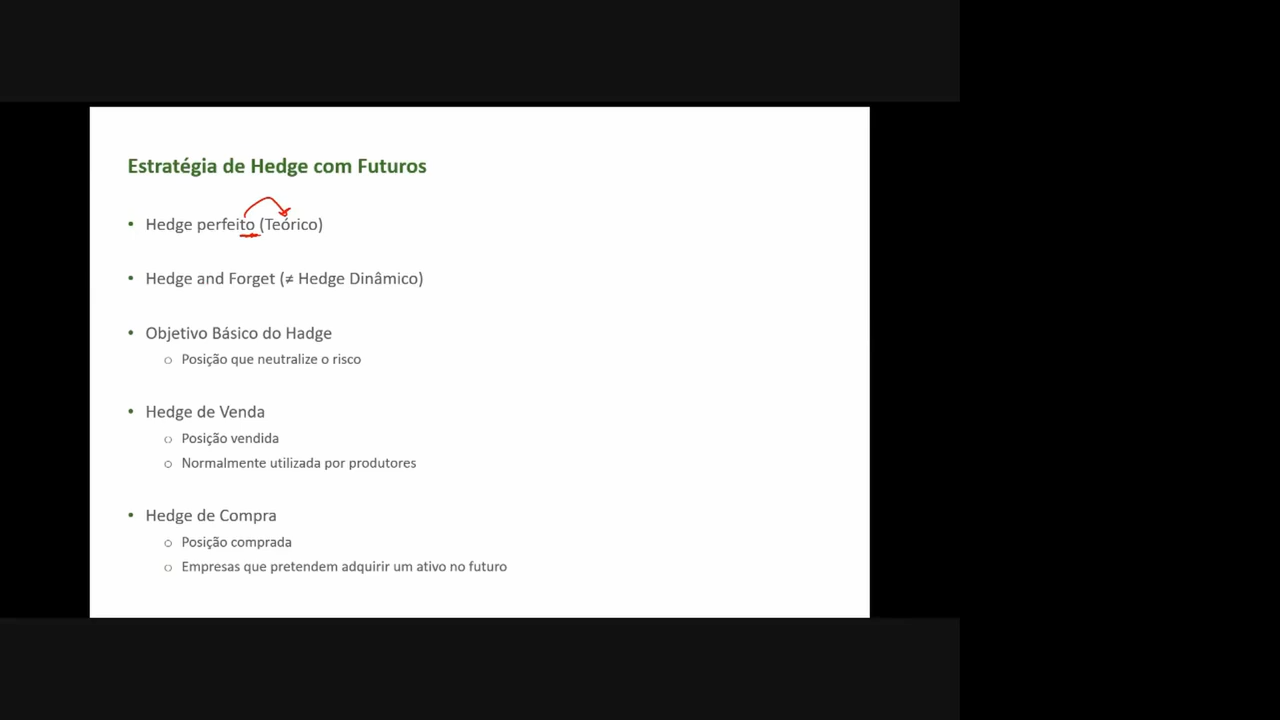 Estratégia de Hedge com Futuros
• Hedge perfeito (Teórico)
• Hedge and Forget (≠ Hedge Dinâmico)
• Objetivo Básico do Hadge
○ Posição que neutralize o risco
• Hedge de Venda
○ Posição vendida
○ Normalmente utilizada por produtores
• Hedge de Compra
○ Posição comprada
○ Empresas que pretendem adquirir um ativo no futuro